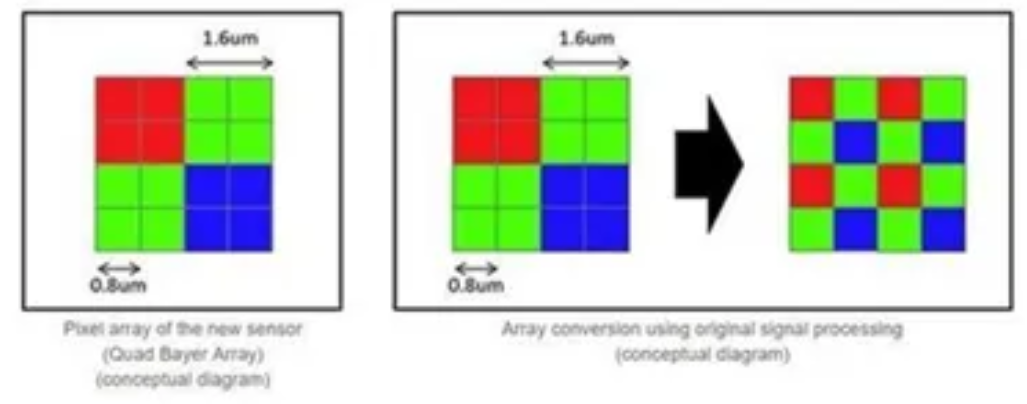 1.6um
0.8um
Pixel array of the new sensor
(Quad Bayer Array)
(conceptual diagram)
1.6um
0.8um
Array conversion using original signal processing
(conceptual diagram)